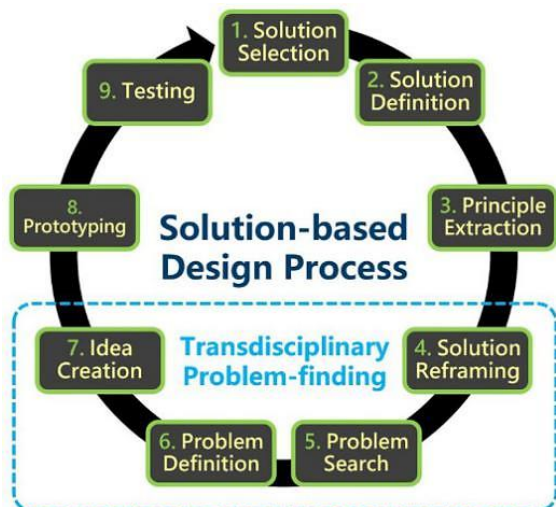 1. Solution
Selection
2. Solution
Definition
3. Principle
Extraction
4. Solution
Reframing
5. Problem
Search
6. Problem
Definition
7. Idea
Creation
8.
Prototyping
9. Testing
Solution-based
Design Process
Transdisciplinary
Problem-finding